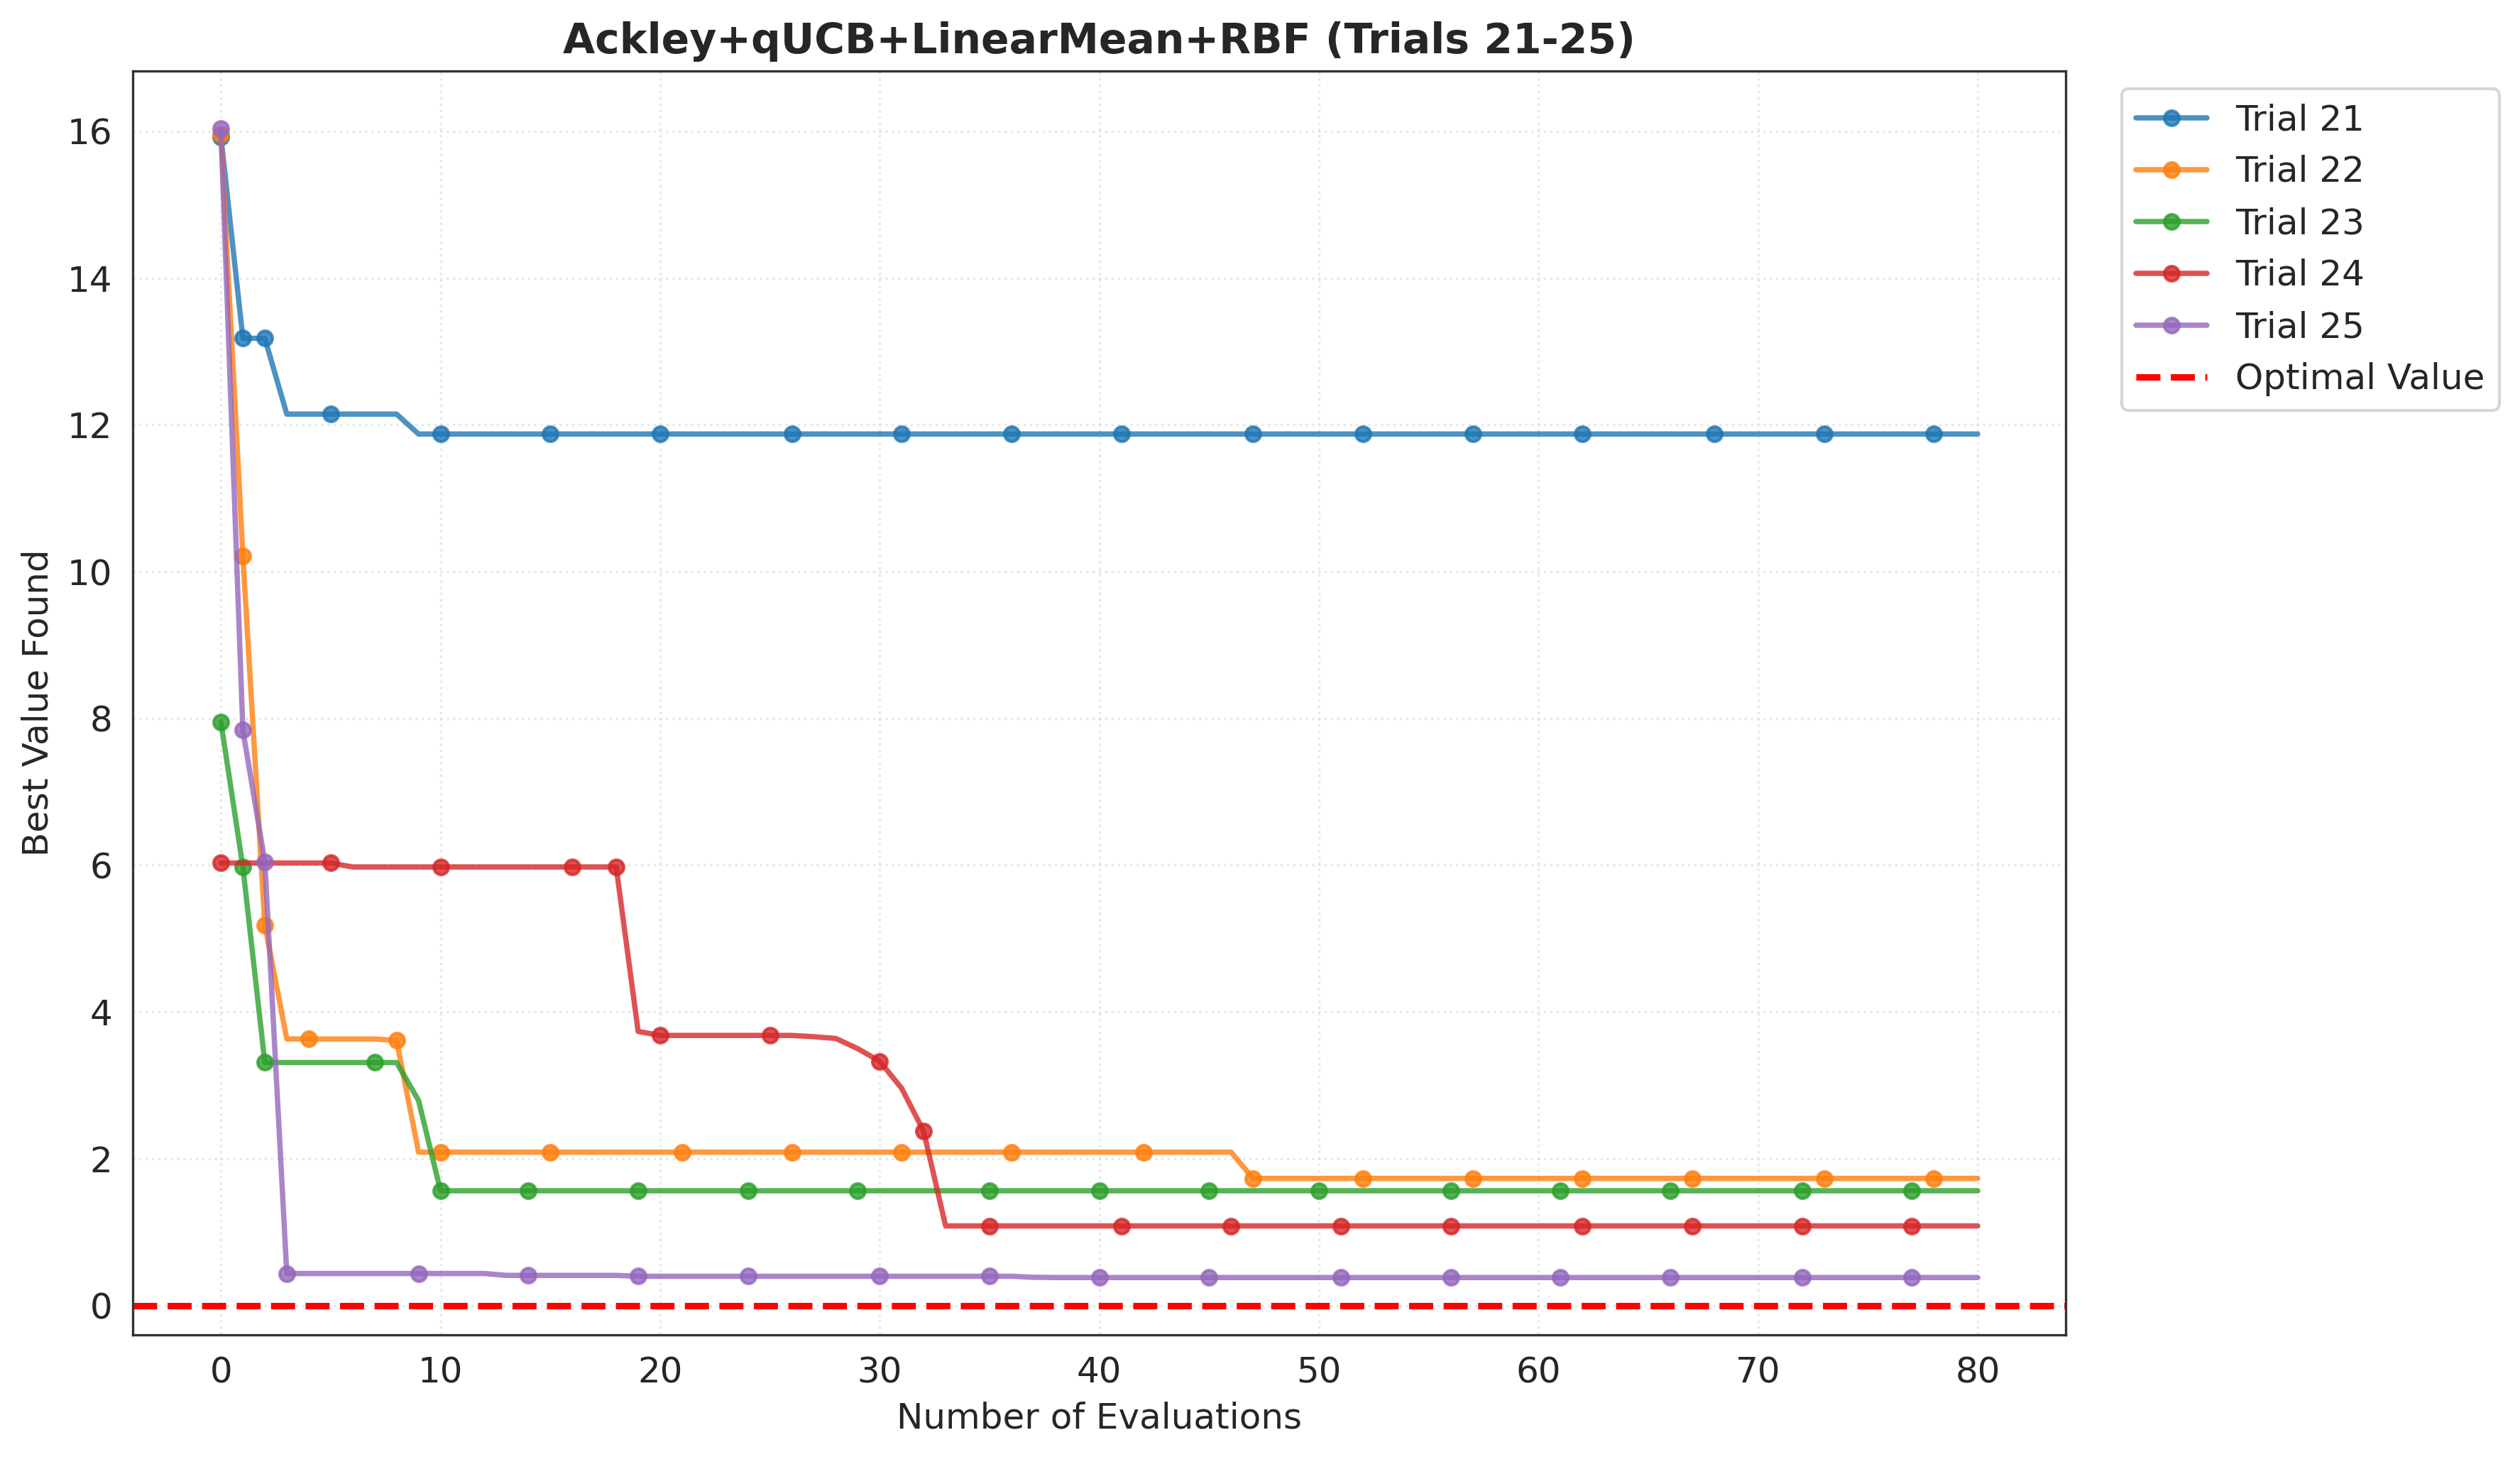 Ackley+qUCB+LinearMean+RBF (Trials 21-25)
Best Value Found
16
14
12
10
8
6
4
2
0
0 10 20 30 40 50 60 70 80
Number of Evaluations
Trial 21
Trial 22
Trial 23
Trial 24
Trial 25
Optimal Value